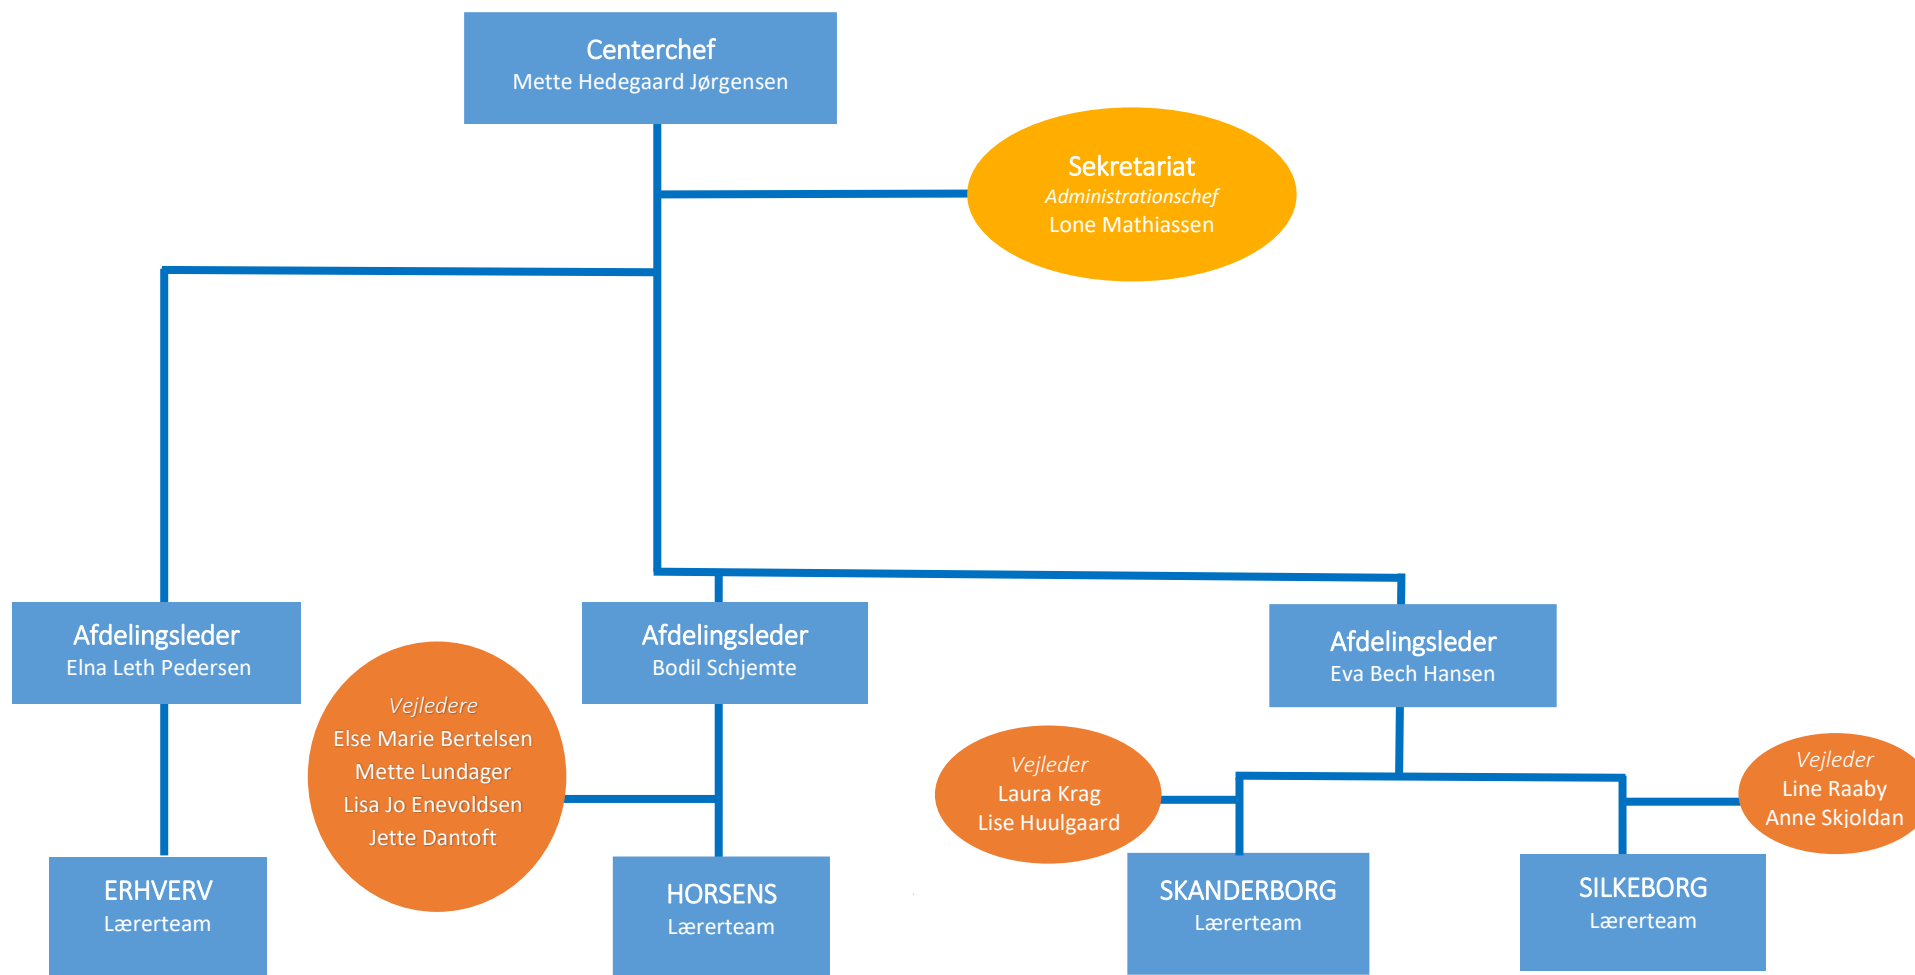 Centerchef
Mette Hedegaard Jørgensen
Sekretariat
Administrationschef
Lone Mathiassen
Afdelingsleder
Elna Leth Pedersen
Afdelingsleder
Bodil Schjemte
Afdelingsleder
Eva Bech Hansen
Vejledere
Else Marie Bertelsen
Mette Lundager
Lisa Jo Enevoldsen
Jette Dantoft
Vejleder
Laura Krag
Lise Huulgaard
Vejleder
Line Raaby
Anne Skjoldan
ERHVERV
Lærerteam
HORSENS
Lærerteam
SKANDERBORG
Lærerteam
SILKEBORG
Lærerteam